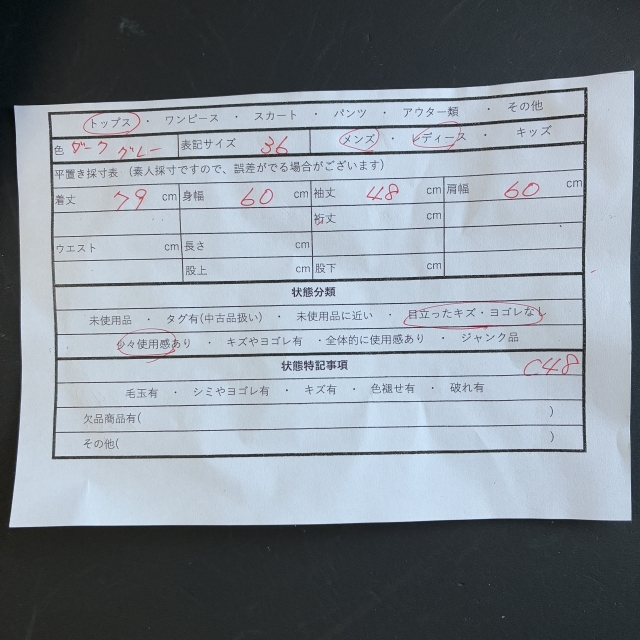 トップス ・ ワンピース ・ スカート ・ パンツ ・ アウター類 ・ その他
色 ダークグレー 表記サイズ 36 メンズ ・ レディース ・ キッズ
平置き採寸表 (素人採寸ですので、誤差がでる場合がございます)
着丈 79 cm 身幅 60 cm 袖丈 48 cm 肩幅 60 cm
裄丈 cm
ウエスト cm 長さ cm
股上 cm 股下 cm
状態分類
未使用品 ・ タグ有(中古品扱い) ・ 未使用品に近い ・ 目立ったキズ・ヨゴレなし
少々使用感あり ・ キズやヨゴレ有 ・全体的に使用感あり ・ ジャンク品
状態特記事項 C48
毛玉有 ・ シミやヨゴレ有 ・ キズ有 ・ 色褪せ有 ・ 破れ有
欠品商品有( )
その他( )